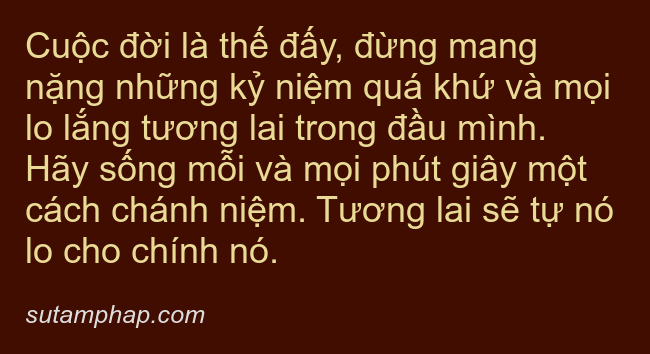 Cuộc đời là thế đấy, đừng mang
nặng những kỷ niệm quá khứ và mọi
lo lắng tương lai trong đầu mình.
Hãy sống mỗi và mọi phút giây một
cách chánh niệm. Tương lai sẽ tự nó
lo cho chính nó.
sutamphap.com